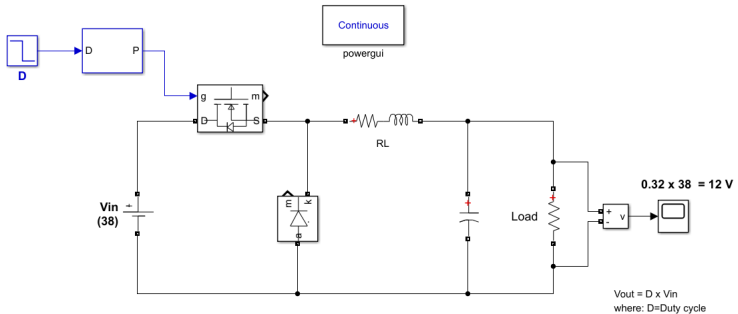 Continuous
powergui
D
P
D
g
m
D
S
RL
Vin
(38)
m
k
a
Load
+
-
v
0.32 x 38 = 12 V
Vout = D x Vin
where: D=Duty cycle